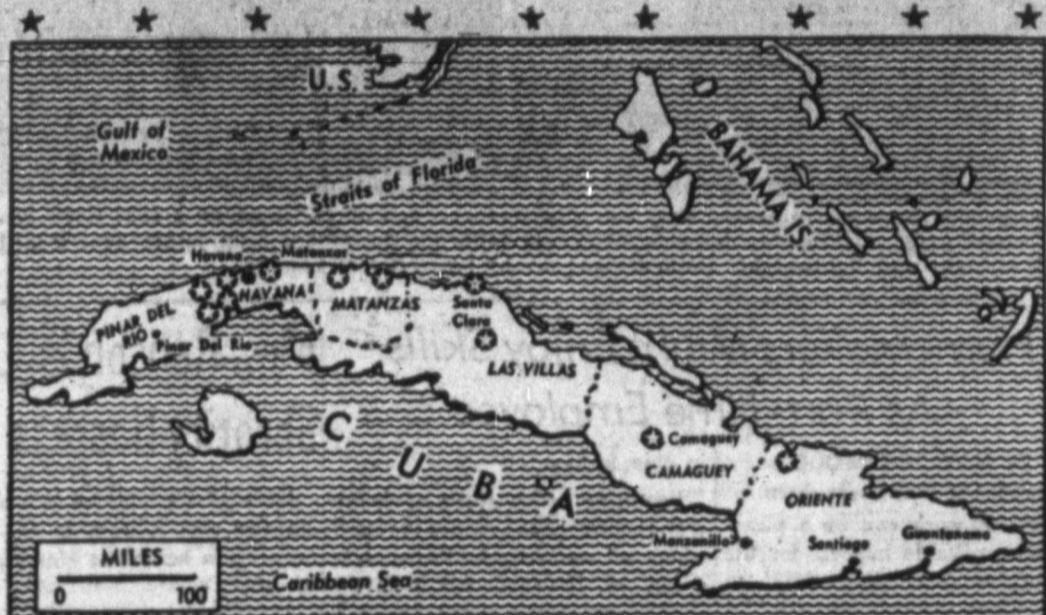 U.S.
Gulf of
Mexico
Straits of Florida
BAHAMA IS.
Havana
Matanzas
HAVANA
MATANZAS
PINAR DEL
RIO
Pinar Del Rio
Santa
Clara
LAS VILLAS
CUBA
Camaguey
CAMAGUEY
ORIENTE
Manzanillo
Santiago
Guantanamo
MILES
0 100
Caribbean Sea